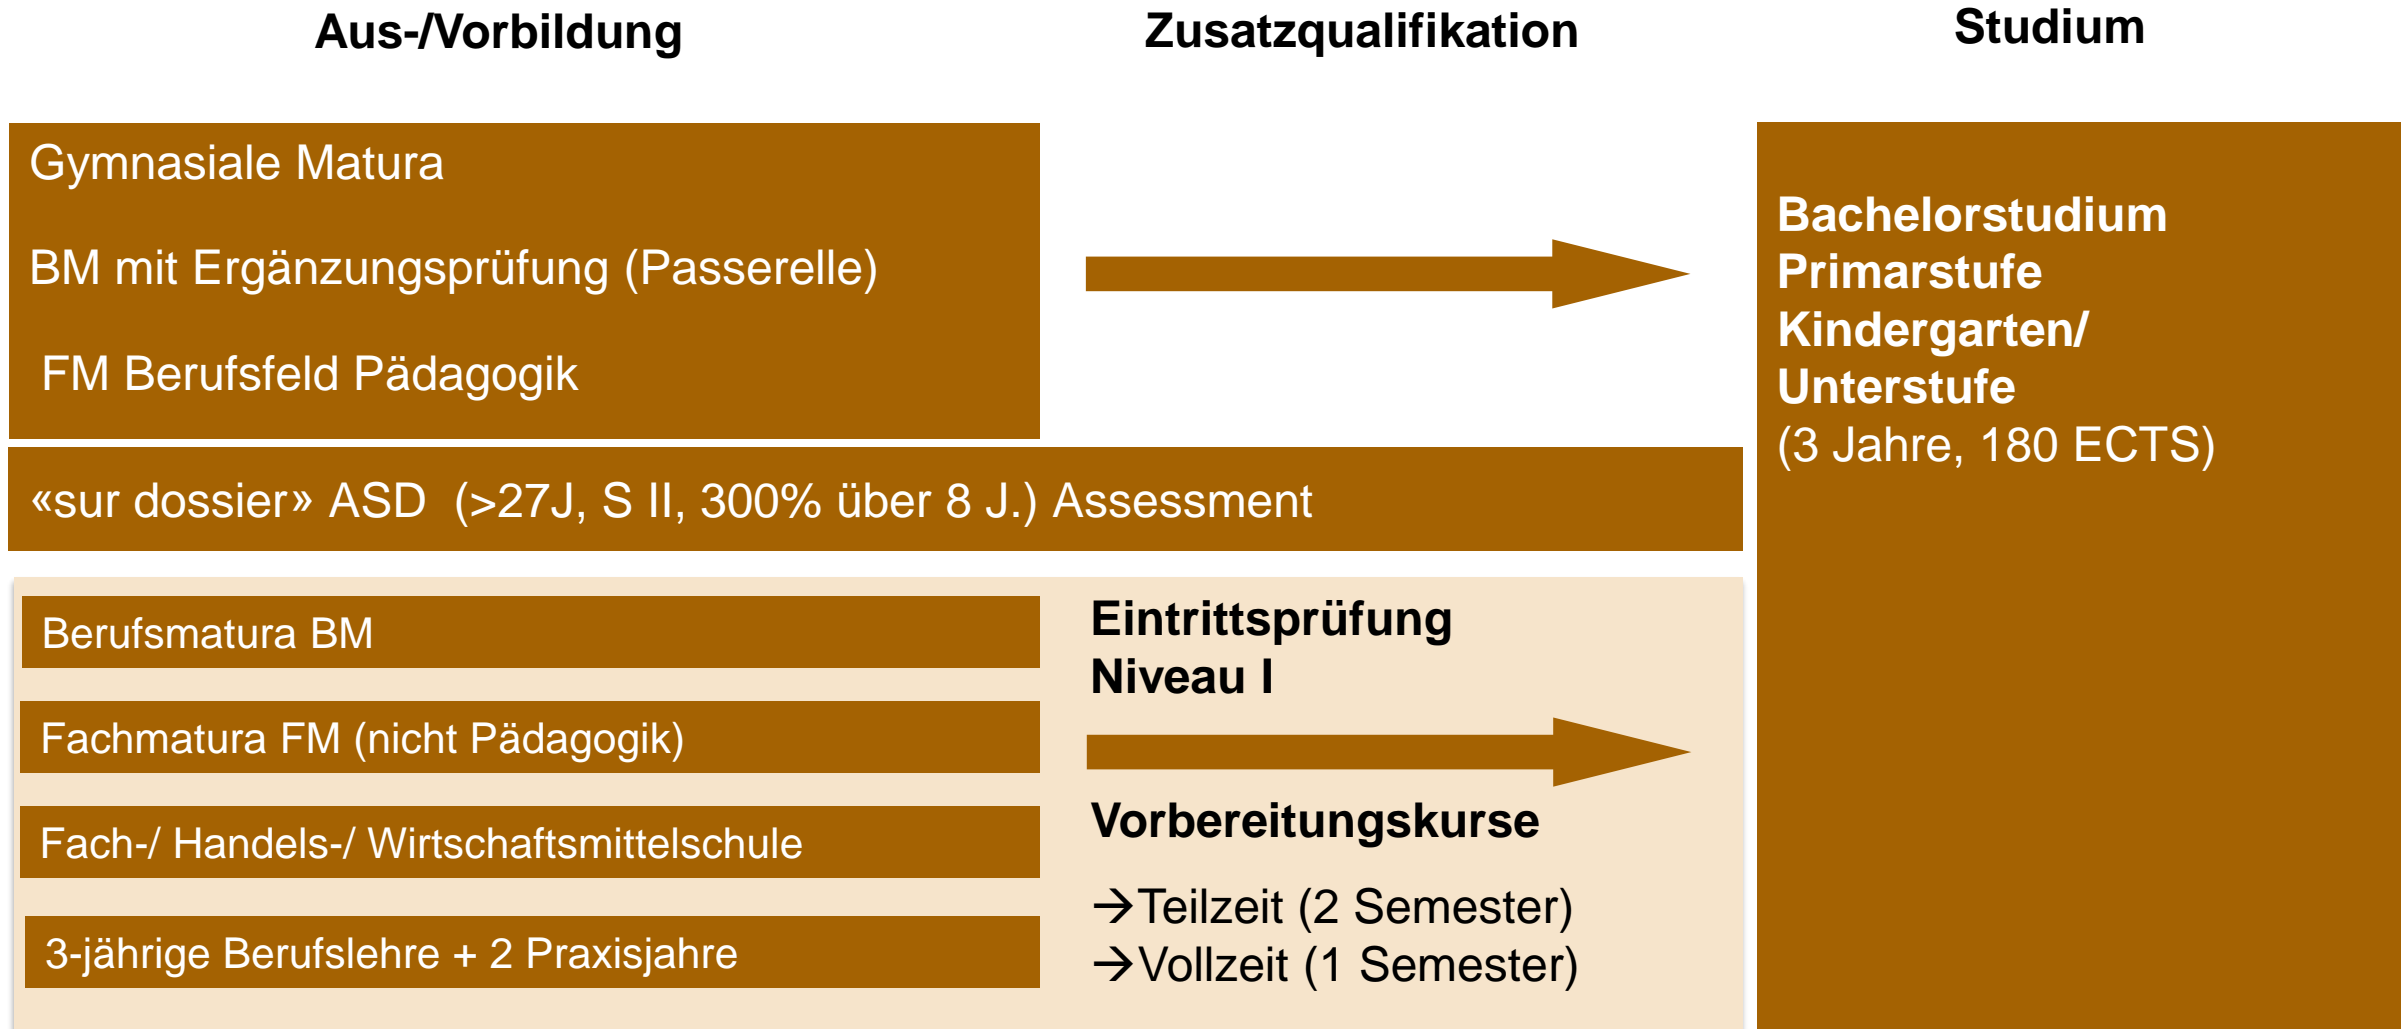 Aus-/Vorbildung
Zusatzqualifikation
Studium
Gymnasiale Matura
BM mit Ergänzungsprüfung (Passerelle)
FM Berufsfeld Pädagogik
«sur dossier» ASD (>27J, S II, 300% über 8 J.) Assessment
Berufsmatura BM
Fachmatura FM (nicht Pädagogik)
Fach-/ Handels-/ Wirtschaftsmittelschule
3-jährige Berufslehre + 2 Praxisjahre
Eintrittsprüfung
Niveau I
Vorbereitungskurse
→Teilzeit (2 Semester)
→Vollzeit (1 Semester)
Bachelorstudium
Primarstufe
Kindergarten/
Unterstufe
(3 Jahre, 180 ECTS)